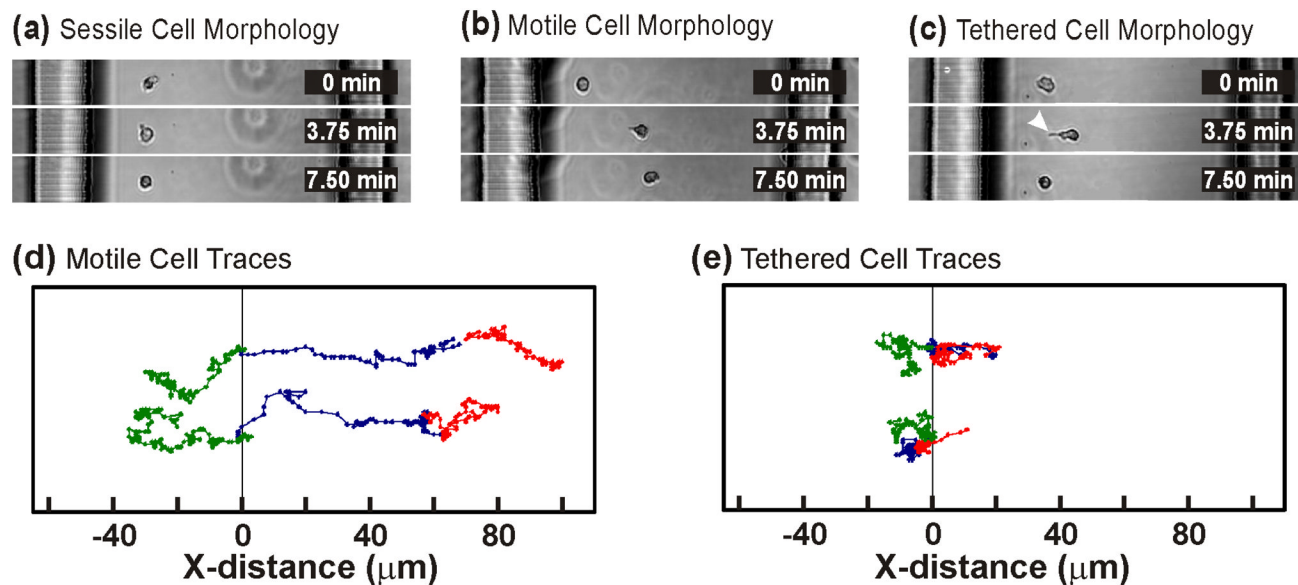 (a) Sessile Cell Morphology
0 min
3.75 min
7.50 min
(b) Motile Cell Morphology
0 min
3.75 min
7.50 min
(c) Tethered Cell Morphology
0 min
3.75 min
7.50 min
(d) Motile Cell Traces
-40 0 40 80
X-distance (μm)
(e) Tethered Cell Traces
-40 0 40 80
X-distance (μm)